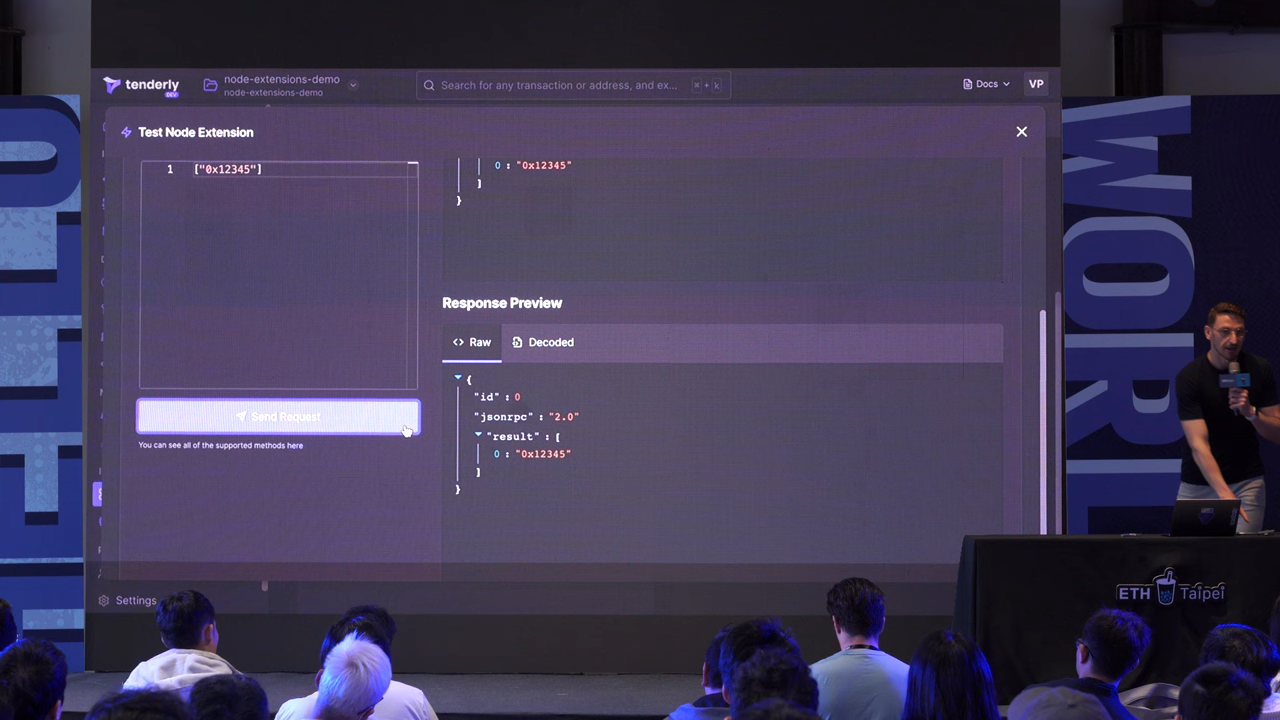 tenderly
DEV
node-extensions-demo
node-extensions-demo
Search for any transaction or address, and ex...
⌘ + k
Docs
VP
Test Node Extension
1 ["0x12345"]
0 : "0x12345"
]
}
Send Request
You can see all of the supported methods here
Response Preview
Raw
Decoded
{
"id" : 0
"jsonrpc" : "2.0"
"result" : [
0 : "0x12345"
]
}
Settings
WORL
ETH Taipei